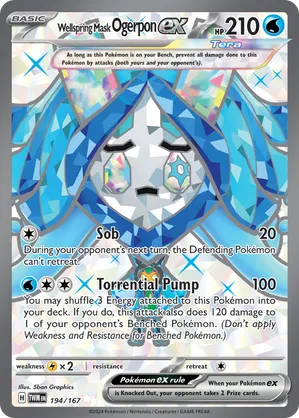 BASIC Wellspring Mask Ogerpon ex HP 210
Tera
As long as this Pokémon is on your Bench, prevent all damage done to this
Pokémon by attacks (both yours and your opponent's).
Sob 20
During your opponent's next turn, the Defending Pokémon
can't retreat.
Torrential Pump 100
You may shuffle 3 Energy attached to this Pokémon into
your deck. If you do, this attack also does 120 damage to
1 of your opponent's Benched Pokémon. (Don't apply
Weakness and Resistance for Benched Pokémon.)
weakness ×2 resistance retreat
Illus. 5ban Graphics
H TWM EN 194/167
Pokémon ex rule
When your Pokémon ex
is Knocked Out, your opponent takes 2 Prize cards.
©2024 Pokémon / Nintendo / Creatures / GAME FREAK